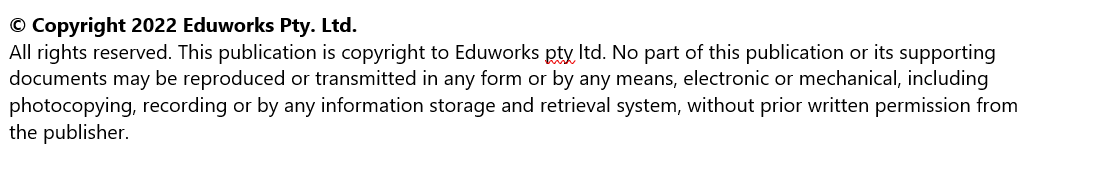 © Copyright 2022 Eduworks Pty. Ltd.
All rights reserved. This publication is copyright to Eduworks pty ltd. No part of this publication or its supporting
documents may be reproduced or transmitted in any form or by any means, electronic or mechanical, including
photocopying, recording or by any information storage and retrieval system, without prior written permission from
the publisher.